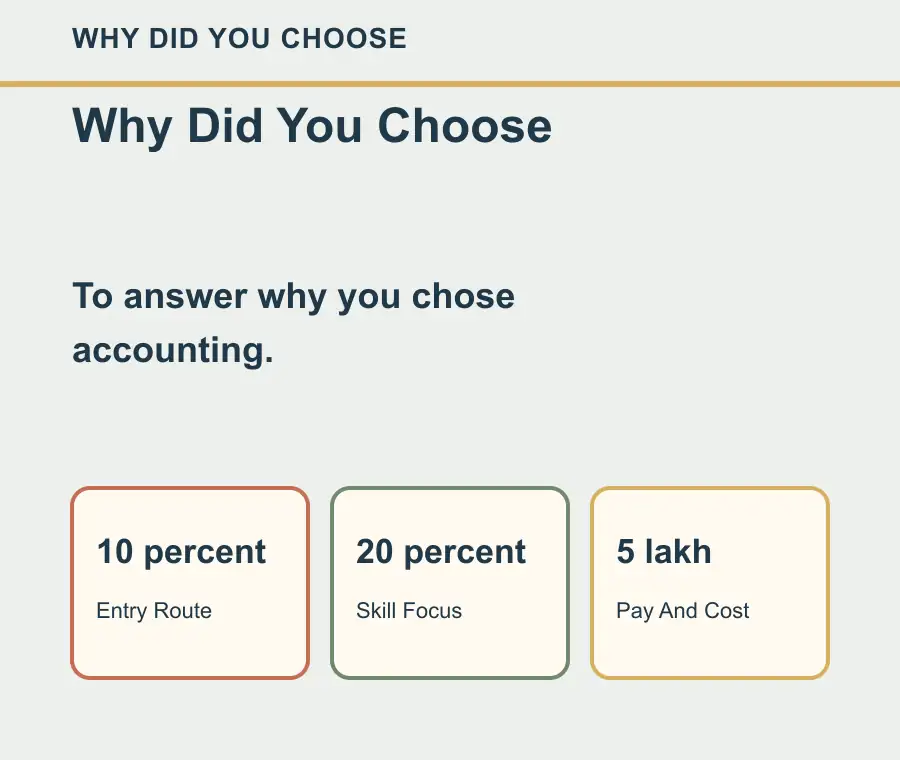 WHY DID YOU CHOOSE
Why Did You Choose
To answer why you chose
accounting.
10 percent
Entry Route
20 percent
Skill Focus
5 lakh
Pay And Cost